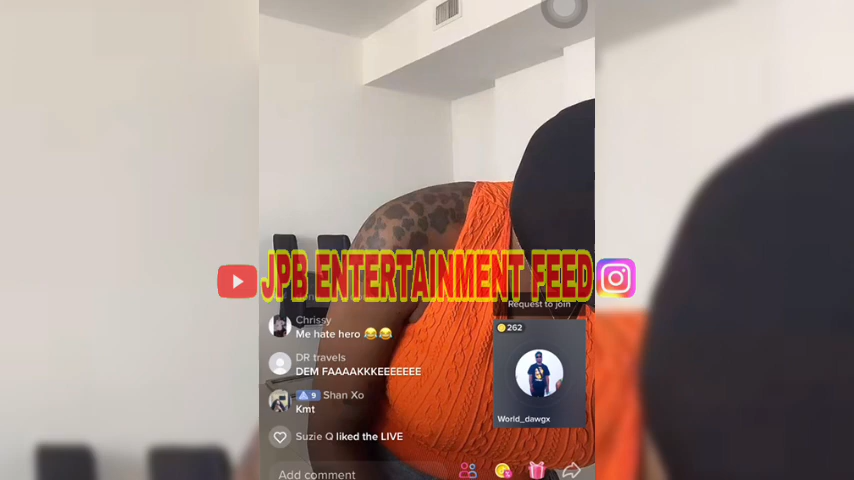 JPB ENTERTAINMENT FEED
Request to join
Chrissy
Me hate hero 😂😂
262
DR travels
DEM FAAAAKKKEEEEEEE
9 Shan Xo
Kmt
World_dawgx
Suzie Q liked the LIVE
Add comment